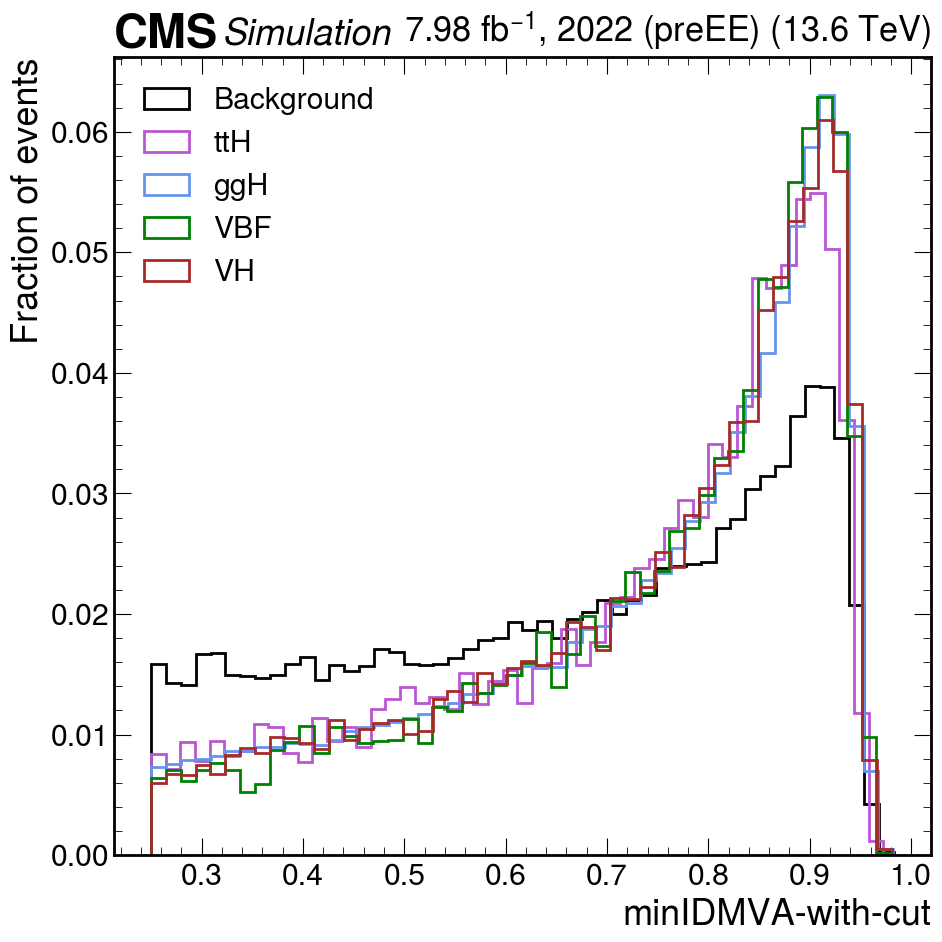 CMS Simulation 7.98 fb⁻¹, 2022 (preEE) (13.6 TeV)
Fraction of events
Background
ttH
ggH
VBF
VH
0.06
0.05
0.04
0.03
0.02
0.01
0.00
0.3 0.4 0.5 0.6 0.7 0.8 0.9 1.0
minIDMVA-with-cut